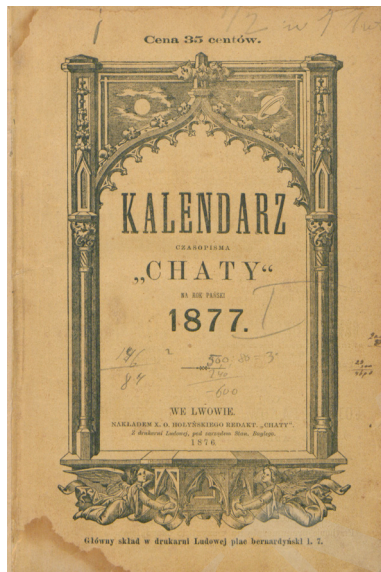 Cena 35 centów.
KALENDARZ
CZASOPISMA
„CHATY“
NA ROK PAŃSKI
1877.
WE LWOWIE.
NAKŁADEM X. O. HOŁYŃSKIEGO REDAKT. „CHATY“.
Z drukarni Ludowej, pod zarządem Stan. Baylego.
1876
Główny skład w drukarni Ludowej plac bernardyński l. 7.